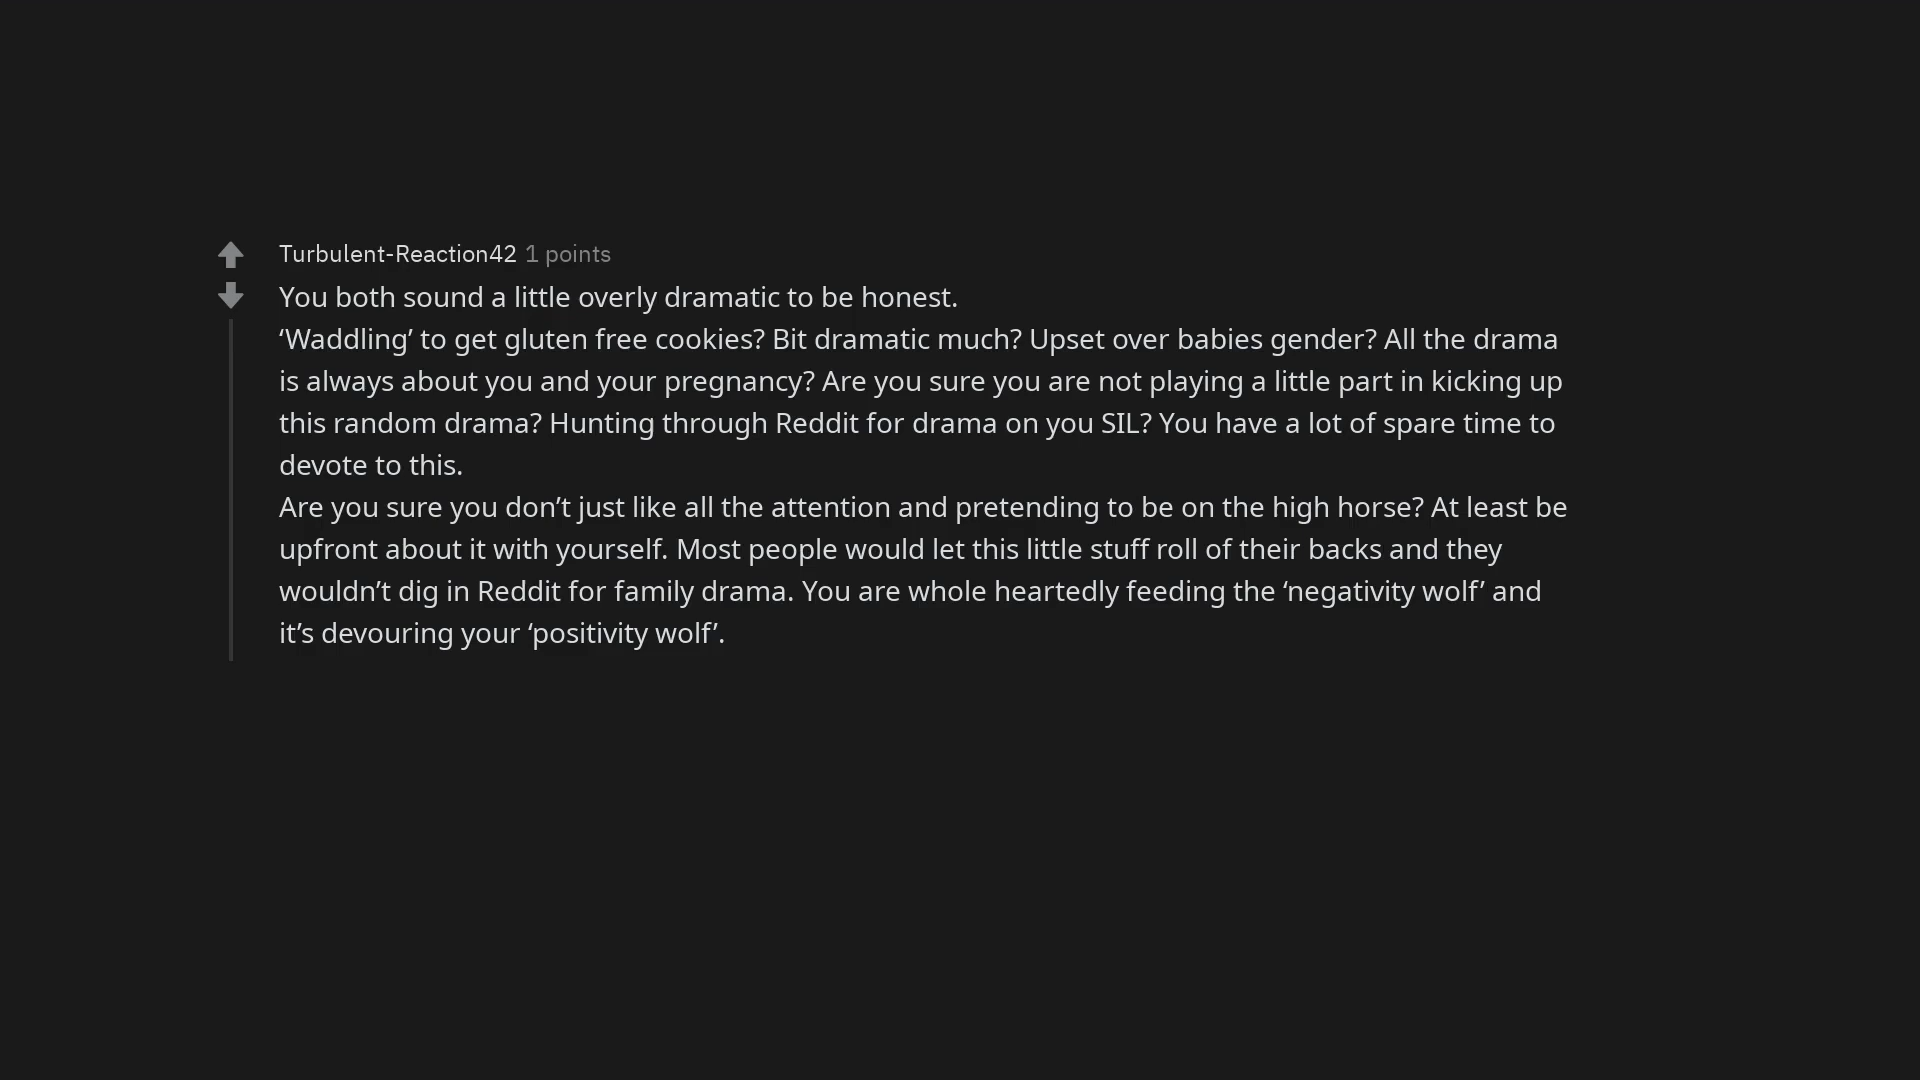 Turbulent-Reaction42 1 points
You both sound a little overly dramatic to be honest.
‘Waddling’ to get gluten free cookies? Bit dramatic much? Upset over babies gender? All the drama
is always about you and your pregnancy? Are you sure you are not playing a little part in kicking up
this random drama? Hunting through Reddit for drama on you SIL? You have a lot of spare time to
devote to this.
Are you sure you don’t just like all the attention and pretending to be on the high horse? At least be
upfront about it with yourself. Most people would let this little stuff roll of their backs and they
wouldn’t dig in Reddit for family drama. You are whole heartedly feeding the ‘negativity wolf’ and
it’s devouring your ‘positivity wolf’.